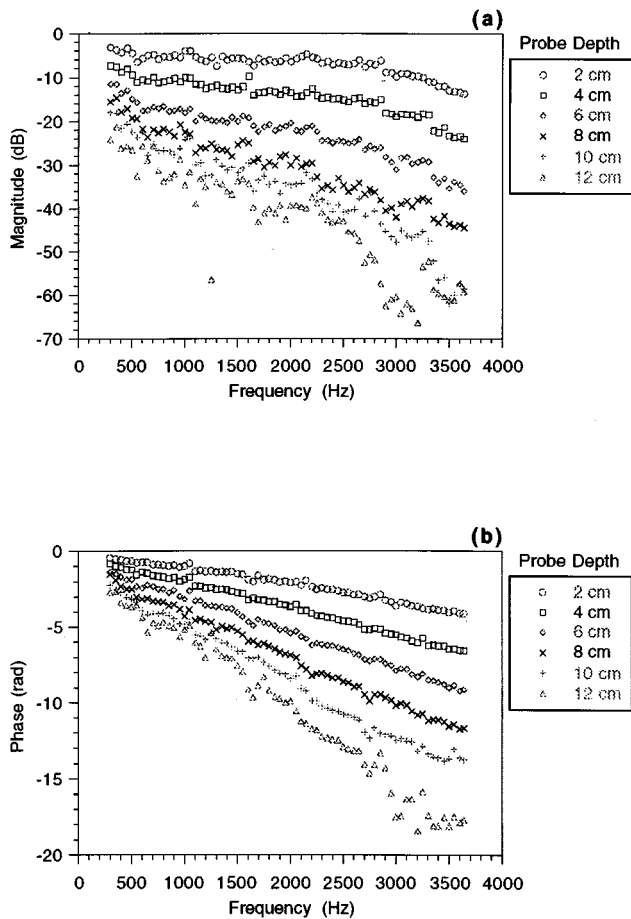 (a)
0
-10
-20
-30
-40
-50
-60
-70
Magnitude (dB)
0 500 1000 1500 2000 2500 3000 3500 4000
Frequency (Hz)
Probe Depth
2 cm
4 cm
6 cm
8 cm
10 cm
12 cm
(b)
0
-5
-10
-15
-20
Phase (rad)
0 500 1000 1500 2000 2500 3000 3500 4000
Frequency (Hz)
Probe Depth
2 cm
4 cm
6 cm
8 cm
10 cm
12 cm